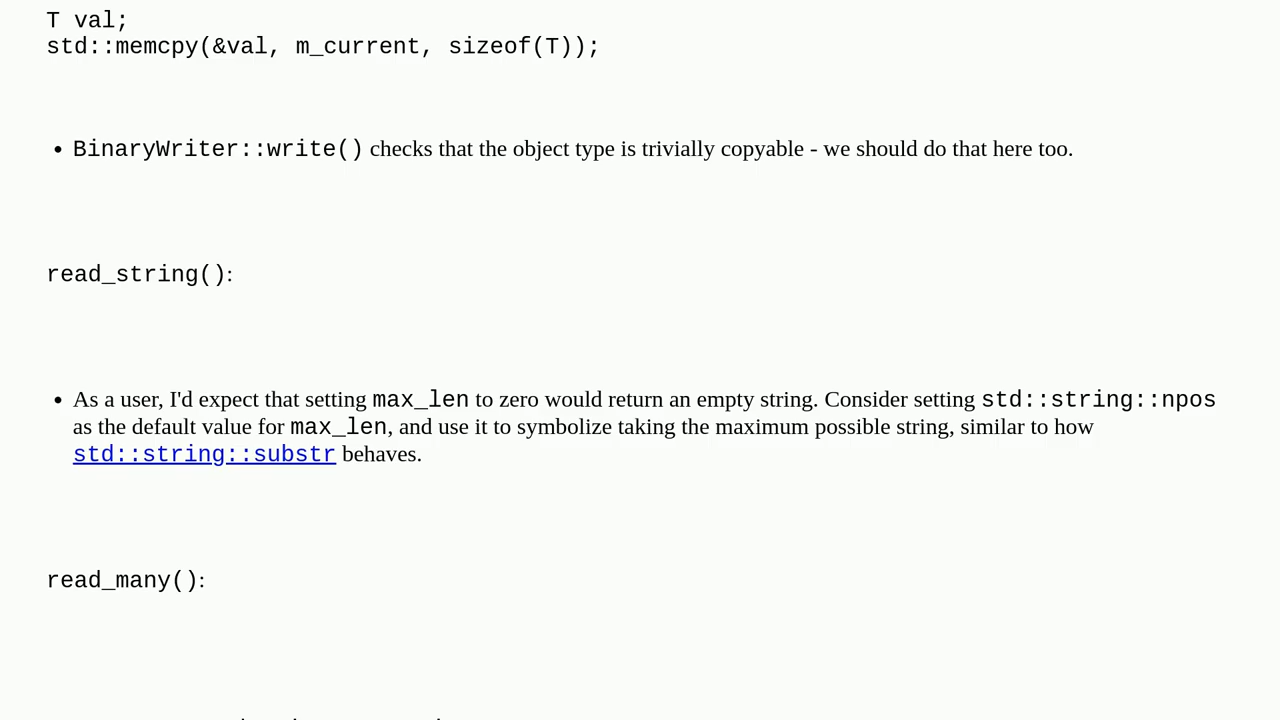 T val;
std::memcpy(&val, m_current, sizeof(T));
• BinaryWriter::write() checks that the object type is trivially copyable - we should do that here too.
read_string():
• As a user, I'd expect that setting max_len to zero would return an empty string. Consider setting std::string::npos
as the default value for max_len, and use it to symbolize taking the maximum possible string, similar to how
std::string::substr behaves.
read_many():